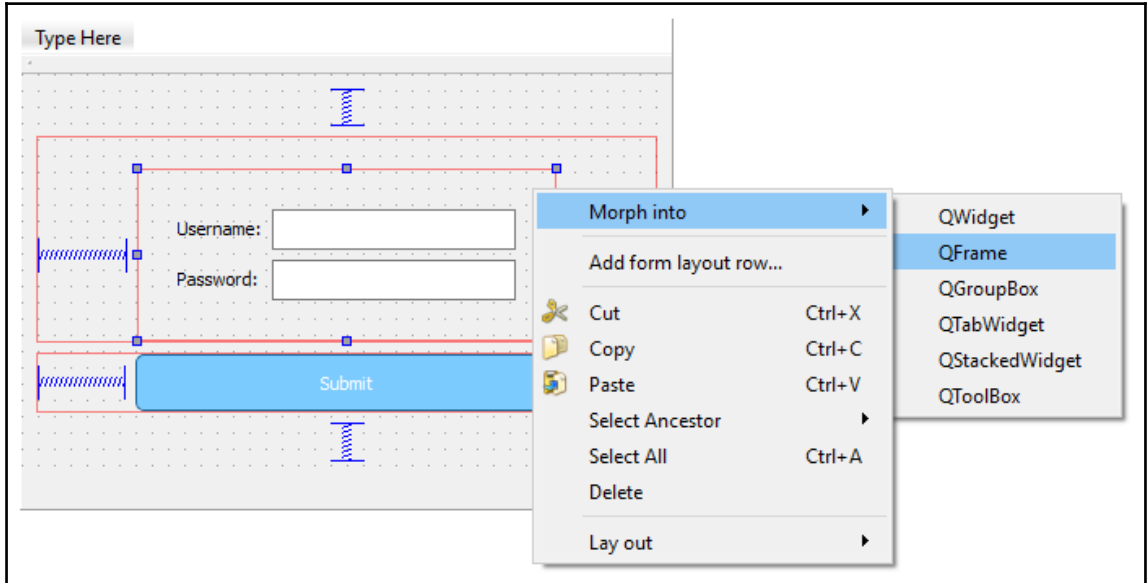 Type Here
Username:
Password:
Submit
Morph into
Add form layout row...
Cut Ctrl+X
Copy Ctrl+C
Paste Ctrl+V
Select Ancestor
Select All Ctrl+A
Delete
Lay out
QWidget
QFrame
QGroupBox
QTabWidget
QStackedWidget
QToolBox